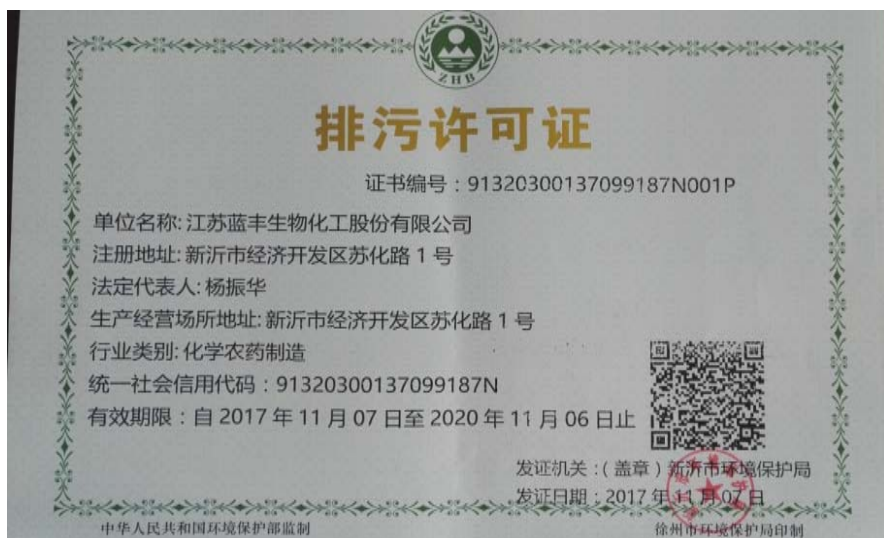 ZHB
排污许可证
证书编号：91320300137099187N001P
单位名称:江苏蓝丰生物化工股份有限公司
注册地址:新沂市经济开发区苏化路1号
法定代表人:杨振华
生产经营场所地址:新沂市经济开发区苏化路1号
行业类别:化学农药制造
统一社会信用代码：91320300137099187N
有效期限：自2017年11月07日至2020年11月06日止
发证机关：(盖章)新沂市环境保护局
发证日期：2017年11月07日
中华人民共和国环境保护部监制
徐州市环境保护局印制